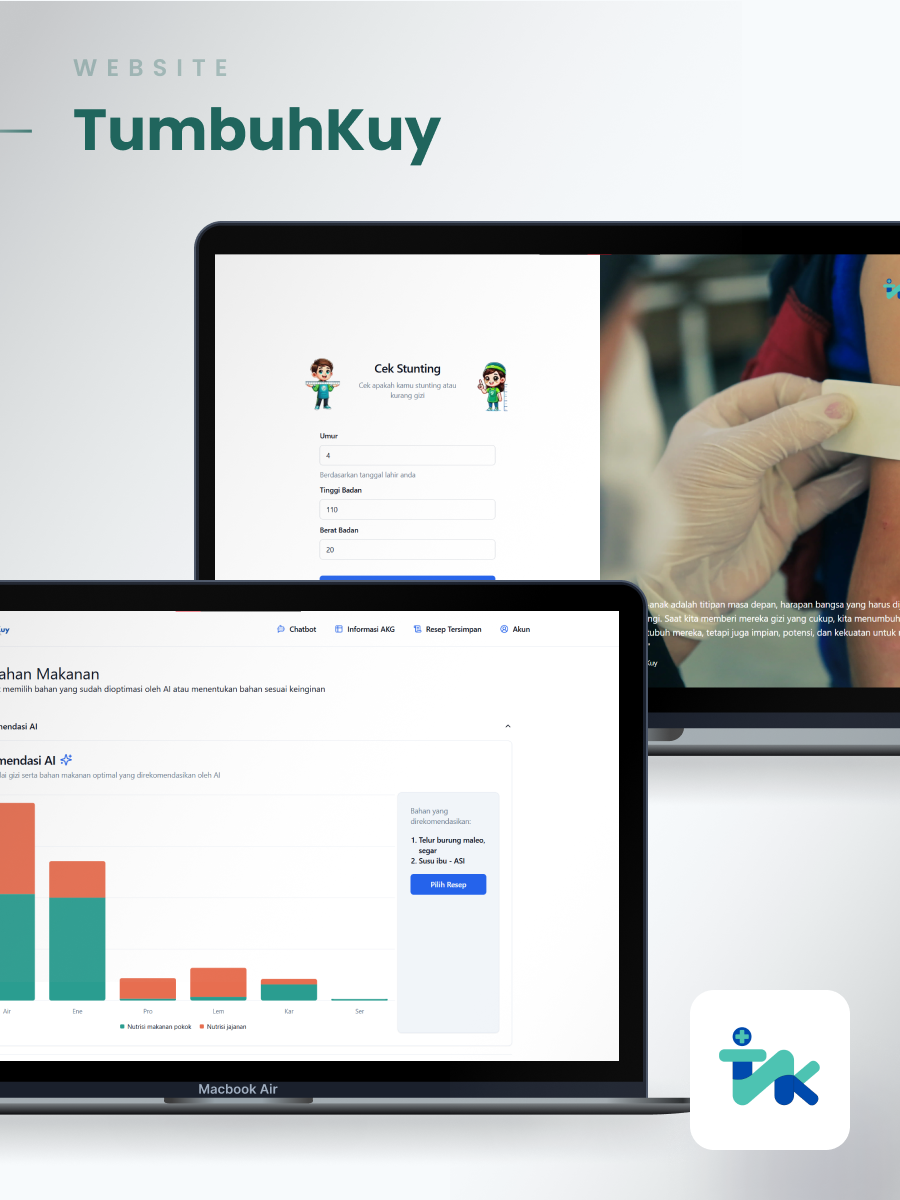 WEBSITE
TumbuhKuy
Cek Stunting
Cek apakah kamu stunting atau
kurang gizi
Umur
4
Berdasarkan tanggal lahir anda
Tinggi Badan
110
Berat Badan
20
-anak adalah titipan masa depan, harapan bangsa yang harus di
ngi. Saat kita memberi mereka gizi yang cukup, kita menumbuh
tubuh mereka, tetapi juga impian, potensi, dan kekuatan untuk
Kuy
uy
Chatbot
Informasi AKG
Resep Tersimpan
Akun
ahan Makanan
memilih bahan yang sudah dioptimasi oleh AI atau menentukan bahan sesuai keinginan
mendasi AI
mendasi AI
lai gizi serta bahan makanan optimal yang direkomendasikan oleh AI
Bahan yang
direkomendasikan:
1. Telur burung maleo,
segar
2. Susu ibu - ASI
Pilih Resep
Air Ene Pro Lem Kar Ser
Nutrisi makanan pokok Nutrisi jajanan
Macbook Air